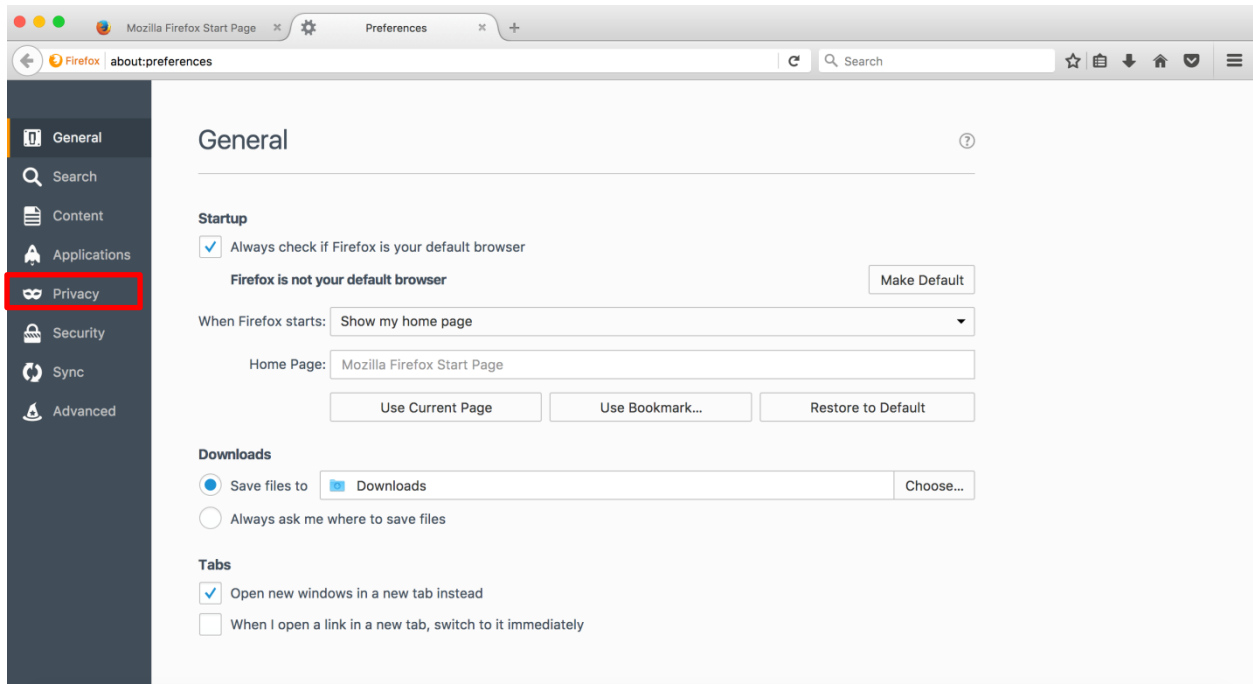 Mozilla Firefox Start Page
Preferences
Firefox about:preferences
Search
General
Search
Content
Applications
Privacy
Security
Sync
Advanced
General
Startup
Always check if Firefox is your default browser
Firefox is not your default browser
Make Default
When Firefox starts: Show my home page
Home Page: Mozilla Firefox Start Page
Use Current Page Use Bookmark... Restore to Default
Downloads
Save files to Downloads Choose...
Always ask me where to save files
Tabs
Open new windows in a new tab instead
When I open a link in a new tab, switch to it immediately